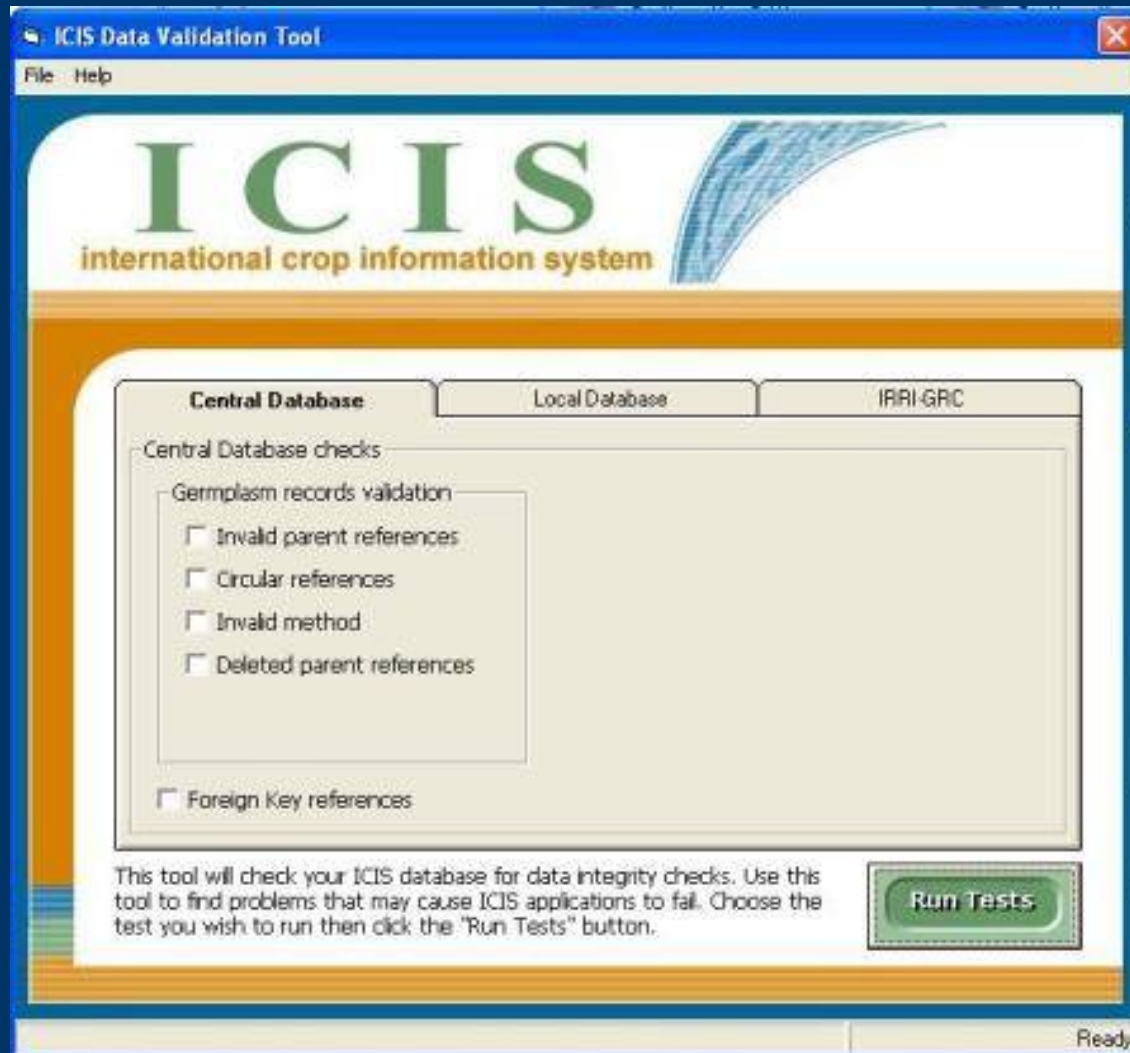 ICIS Data Validation Tool
File Help
ICIS
international crop information system
Central Database
Local Database
IRRI-GRC
Central Database checks
Germplasm records validation
Invalid parent references
Circular references
Invalid method
Deleted parent references
Foreign Key references
This tool will check your ICIS database for data integrity checks. Use this
tool to find problems that may cause ICIS applications to fail. Choose the
test you wish to run then click the "Run Tests" button.
Run Tests
Ready